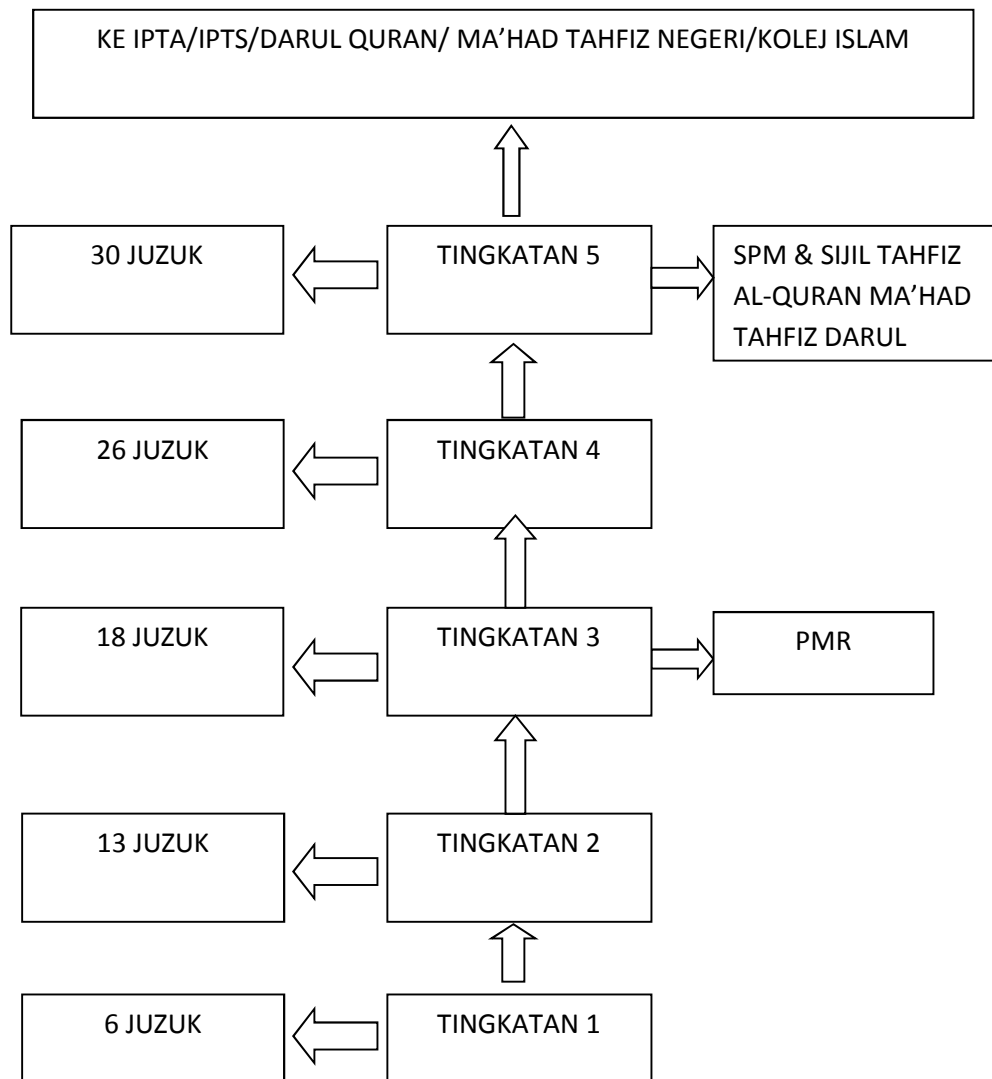 KE IPTA/IPTS/DARUL QURAN/ MA’HAD TAHFIZ NEGERI/KOLEJ ISLAM
30 JUZUK
TINGKATAN 5
SPM & SIJIL TAHFIZ
AL-QURAN MA’HAD
TAHFIZ DARUL
26 JUZUK
TINGKATAN 4
18 JUZUK
TINGKATAN 3
PMR
13 JUZUK
TINGKATAN 2
6 JUZUK
TINGKATAN 1